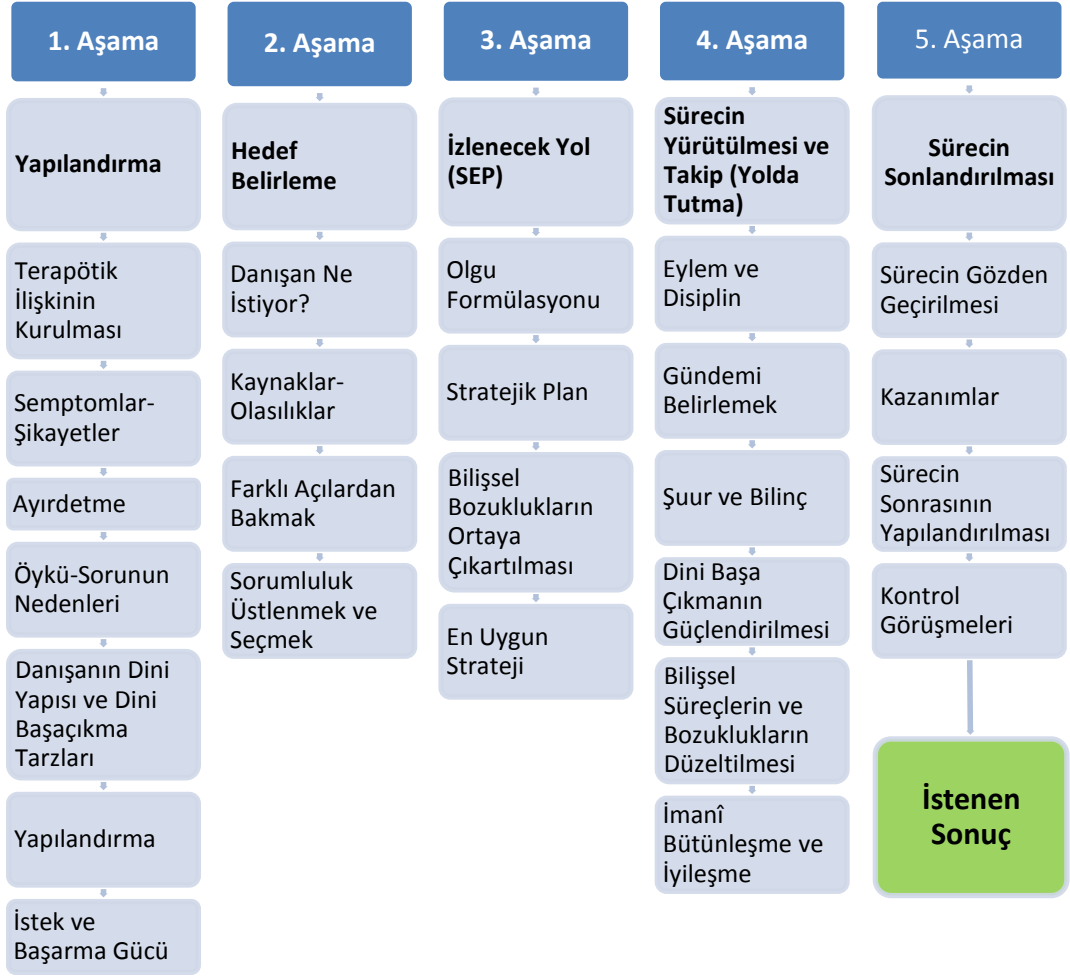 1. Aşama
Yapılandırma
Terapötik
İlişkinin
Kurulması
Semptomlar-
Şikayetler
Ayırdetme
Öykü-Sorunun
Nedenleri
Danışanın Dini
Yapısı ve Dini
Başaçıkma
Tarzları
Yapılandırma
İstek ve
Başarma Gücü
2. Aşama
Hedef
Belirleme
Danışan Ne
İstiyor?
Kaynaklar-
Olasılıklar
Farklı Açılardan
Bakmak
Sorumluluk
Üstlenmek ve
Seçmek
3. Aşama
İzlenecek Yol
(SEP)
Olgu
Formülasyonu
Stratejik Plan
Bilişsel
Bozuklukların
Ortaya
Çıkartılması
En Uygun
Strateji
4. Aşama
Sürecin
Yürütülmesi ve
Takip (Yolda
Tutma)
Eylem ve
Disiplin
Gündemi
Belirlemek
Şuur ve Bilinç
Dini Başa
Çıkmanın
Güçlendirilmesi
Bilişsel
Süreçlerin ve
Bozuklukların
Düzeltilmesi
İmanî
Bütünleşme ve
İyileşme
5. Aşama
Sürecin
Sonlandırılması
Sürecin Gözden
Geçirilmesi
Kazanımlar
Sürecin
Sonrasının
Yapılandırılması
Kontrol
Görüşmeleri
İstenen
Sonuç